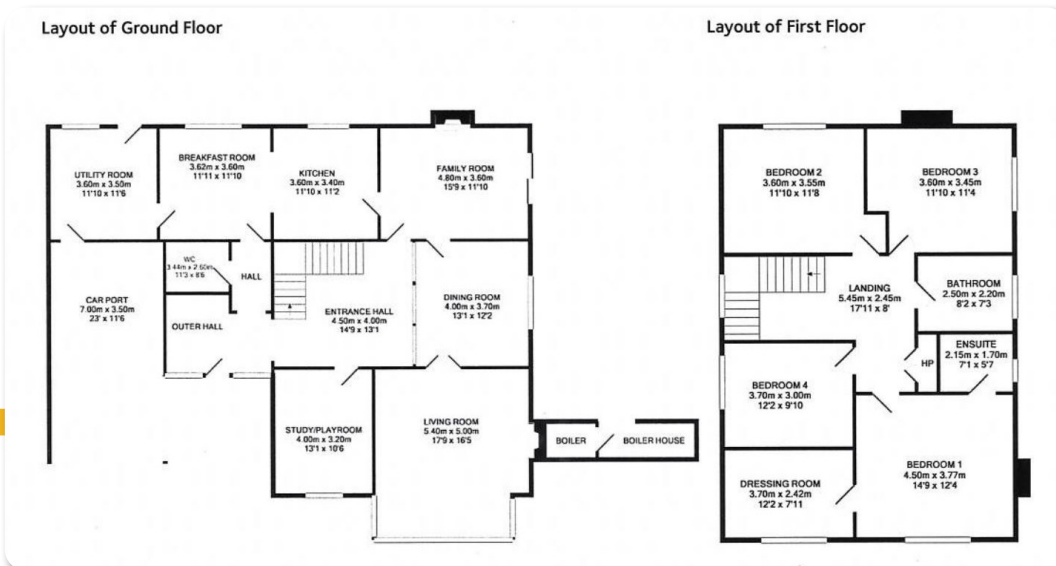 Layout of Ground Floor
Layout of First Floor
UTILITY ROOM
3.60m x 3.50m
11'10 x 11'6
BREAKFAST ROOM
3.62m x 3.60m
11'11 x 11'10
KITCHEN
3.60m x 3.40m
11'10 x 11'2
FAMILY ROOM
4.80m x 3.60m
15'9 x 11'10
WC
3.44m x 2.60m
11'3 x 8'6
HALL
CAR PORT
7.00m x 3.50m
23' x 11'6
OUTER HALL
ENTRANCE HALL
4.50m x 4.00m
14'9 x 13'1
DINING ROOM
4.00m x 3.70m
13'1 x 12'2
STUDY/PLAYROOM
4.00m x 3.20m
13'1 x 10'6
LIVING ROOM
5.40m x 5.00m
17'9 x 16'5
BOILER
BOILER HOUSE
BEDROOM 2
3.60m x 3.55m
11'10 x 11'8
BEDROOM 3
3.60m x 3.45m
11'10 x 11'4
LANDING
5.45m x 2.45m
17'11 x 8'
BATHROOM
2.50m x 2.20m
8'2 x 7'3
HP
ENSUITE
2.15m x 1.70m
7'1 x 5'7
BEDROOM 4
3.70m x 3.00m
12'2 x 9'10
DRESSING ROOM
3.70m x 2.42m
12'2 x 7'11
BEDROOM 1
4.50m x 3.77m
14'9 x 12'4